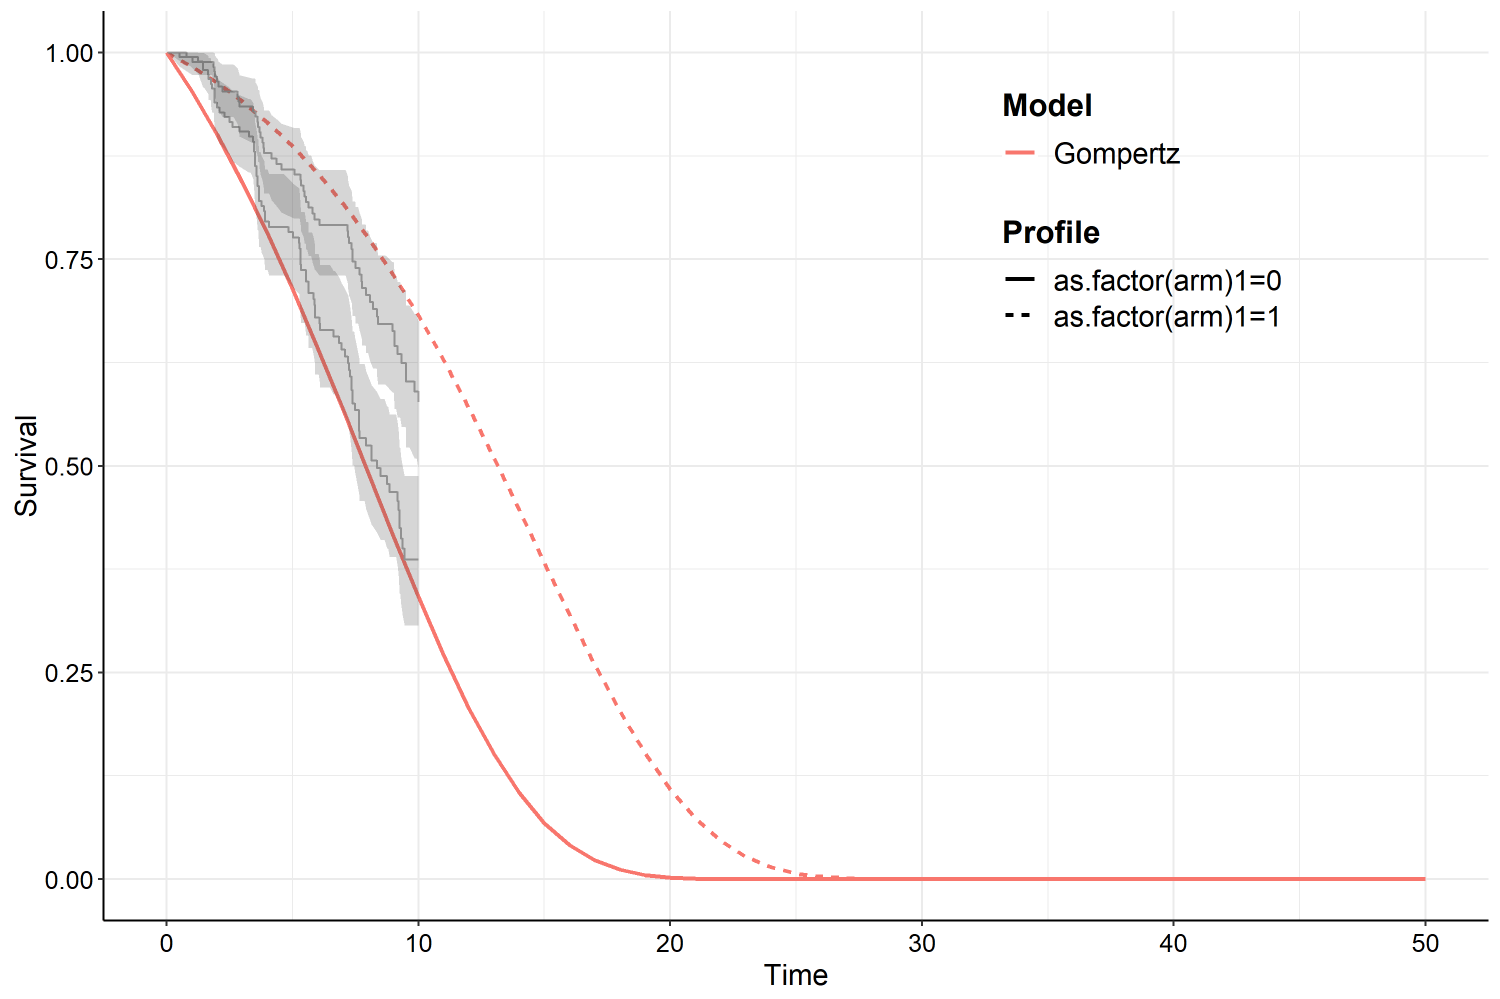 1.00
0.75
0.50
0.25
0.00
Survival
0 10 20 30 40 50
Time
Model
Gompertz
Profile
as.factor(arm)1=0
as.factor(arm)1=1